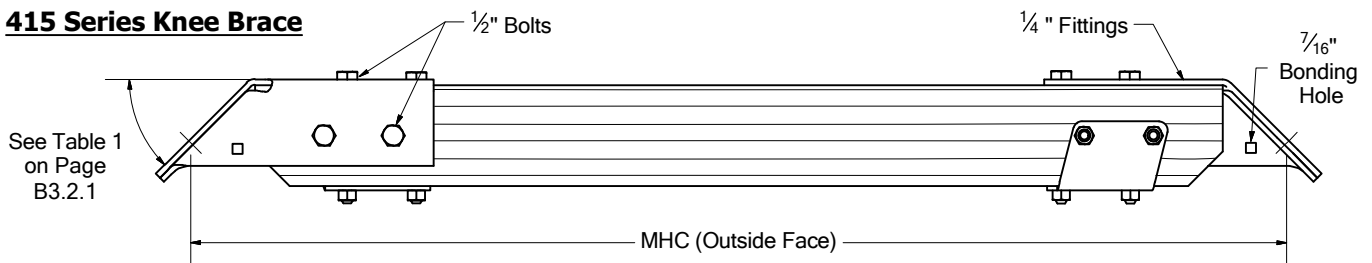 415 Series Knee Brace
½" Bolts
¼ " Fittings
7⁄16"
Bonding
Hole
See Table 1
on Page
B3.2.1
MHC (Outside Face)